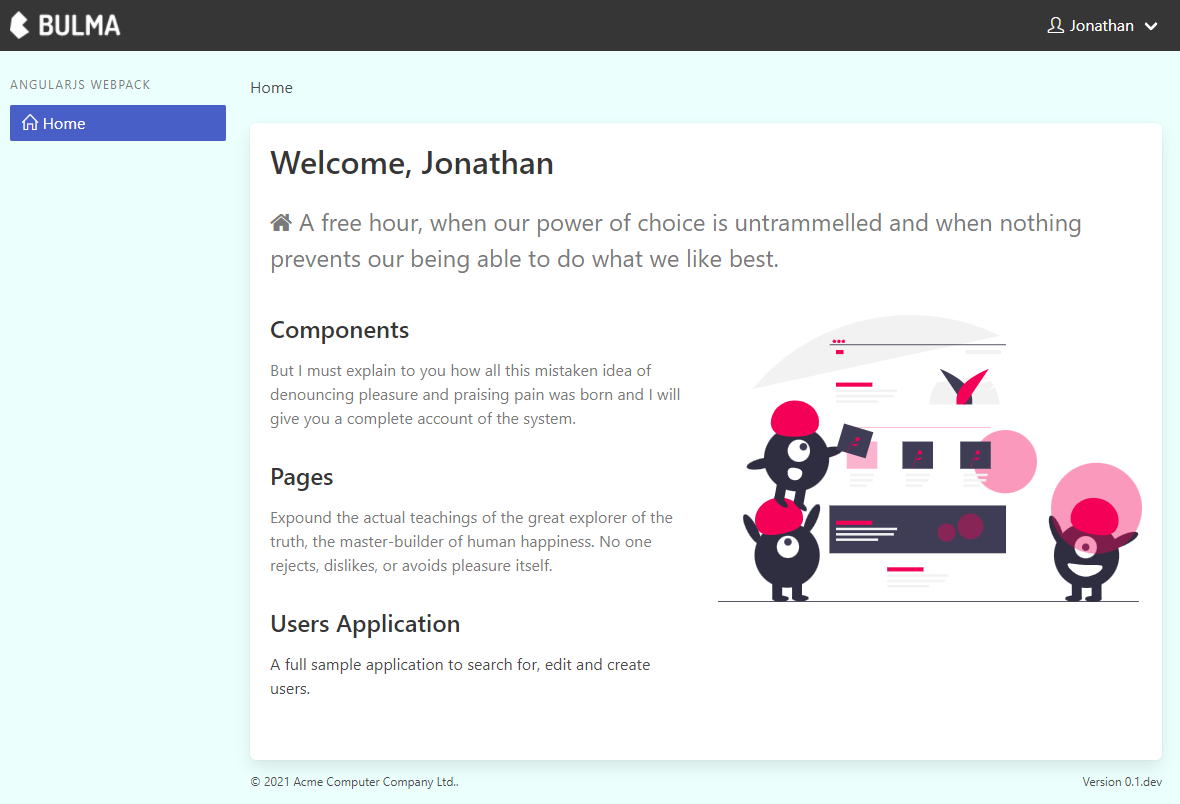 BULMA
Jonathan
ANGULARJS WEBPACK
Home
Home
Welcome, Jonathan
A free hour, when our power of choice is untrammelled and when nothing
prevents our being able to do what we like best.
Components
But I must explain to you how all this mistaken idea of
denouncing pleasure and praising pain was born and I will
give you a complete account of the system.
Pages
Expound the actual teachings of the great explorer of the
truth, the master-builder of human happiness. No one
rejects, dislikes, or avoids pleasure itself.
Users Application
A full sample application to search for, edit and create
users.
© 2021 Acme Computer Company Ltd..
Version 0.1.dev